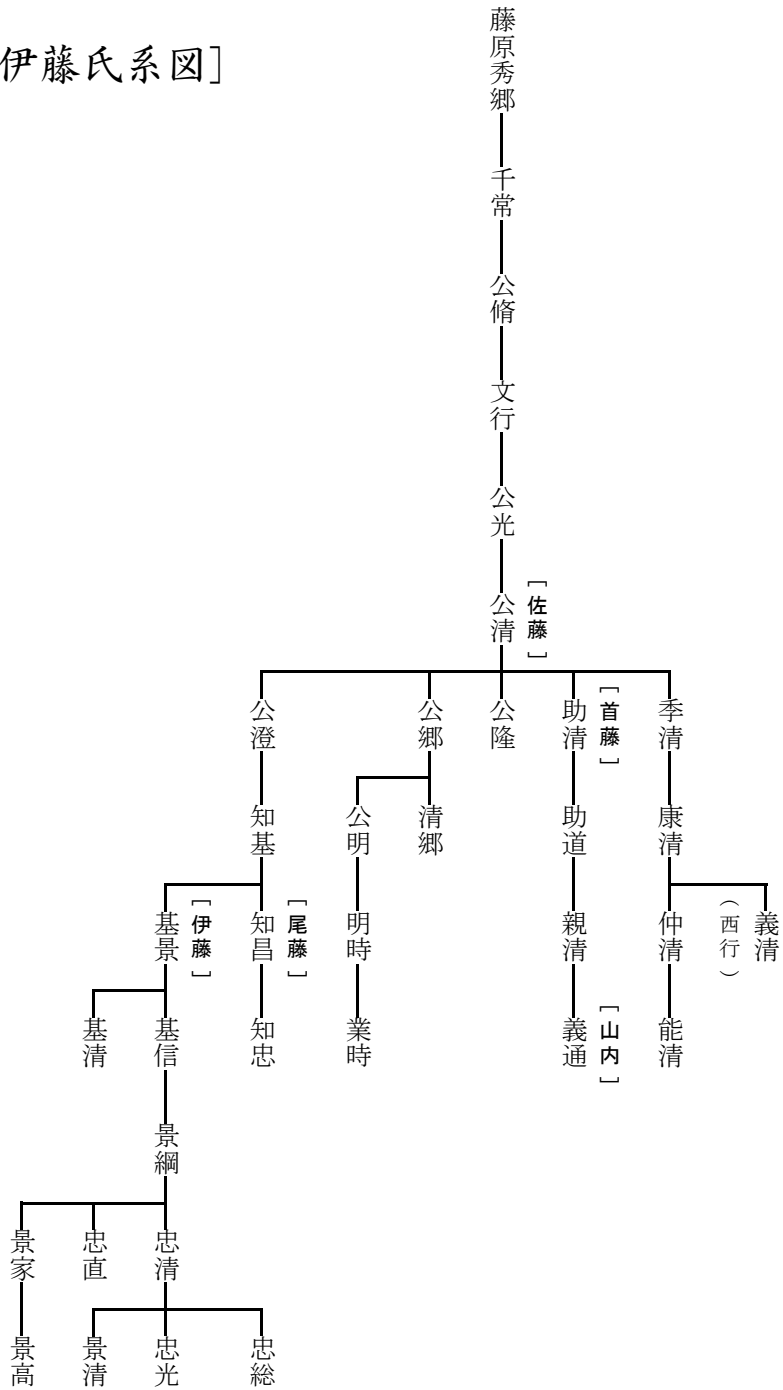 伊藤氏系図]
藤原秀郷
千常
公脩
文行
公光
[佐藤]
公清
季清
[首藤]
助清
公隆
公郷
公澄
康清
助道
清郷
公明
知基
義清
(西行)
仲清
親清
明時
[尾藤]
知昌
[伊藤]
基景
能清
[山内]
義通
業時
知忠
基信
基清
景綱
忠清
忠直
景家
忠総
忠光
景清
景高